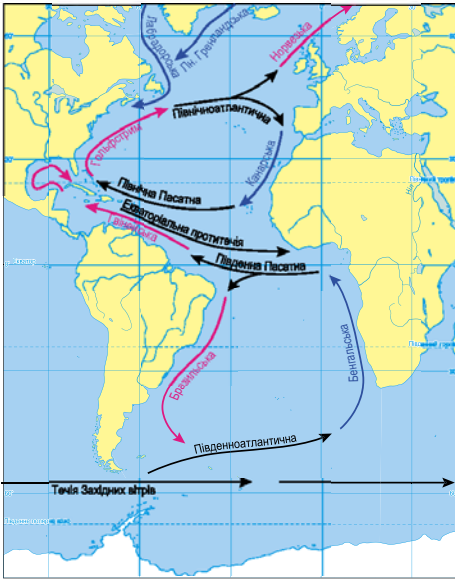 Лабрадорська
Пн. Гренландська
Норвезька
Північноатлантична
Гольфстрим
Канарська
Північна Пасатна
Екваторіальна протитечія
Гвіанська
Південна Пасатна
Бразильська
Бенгальська
Південноатлантична
Течія Західних вітрів